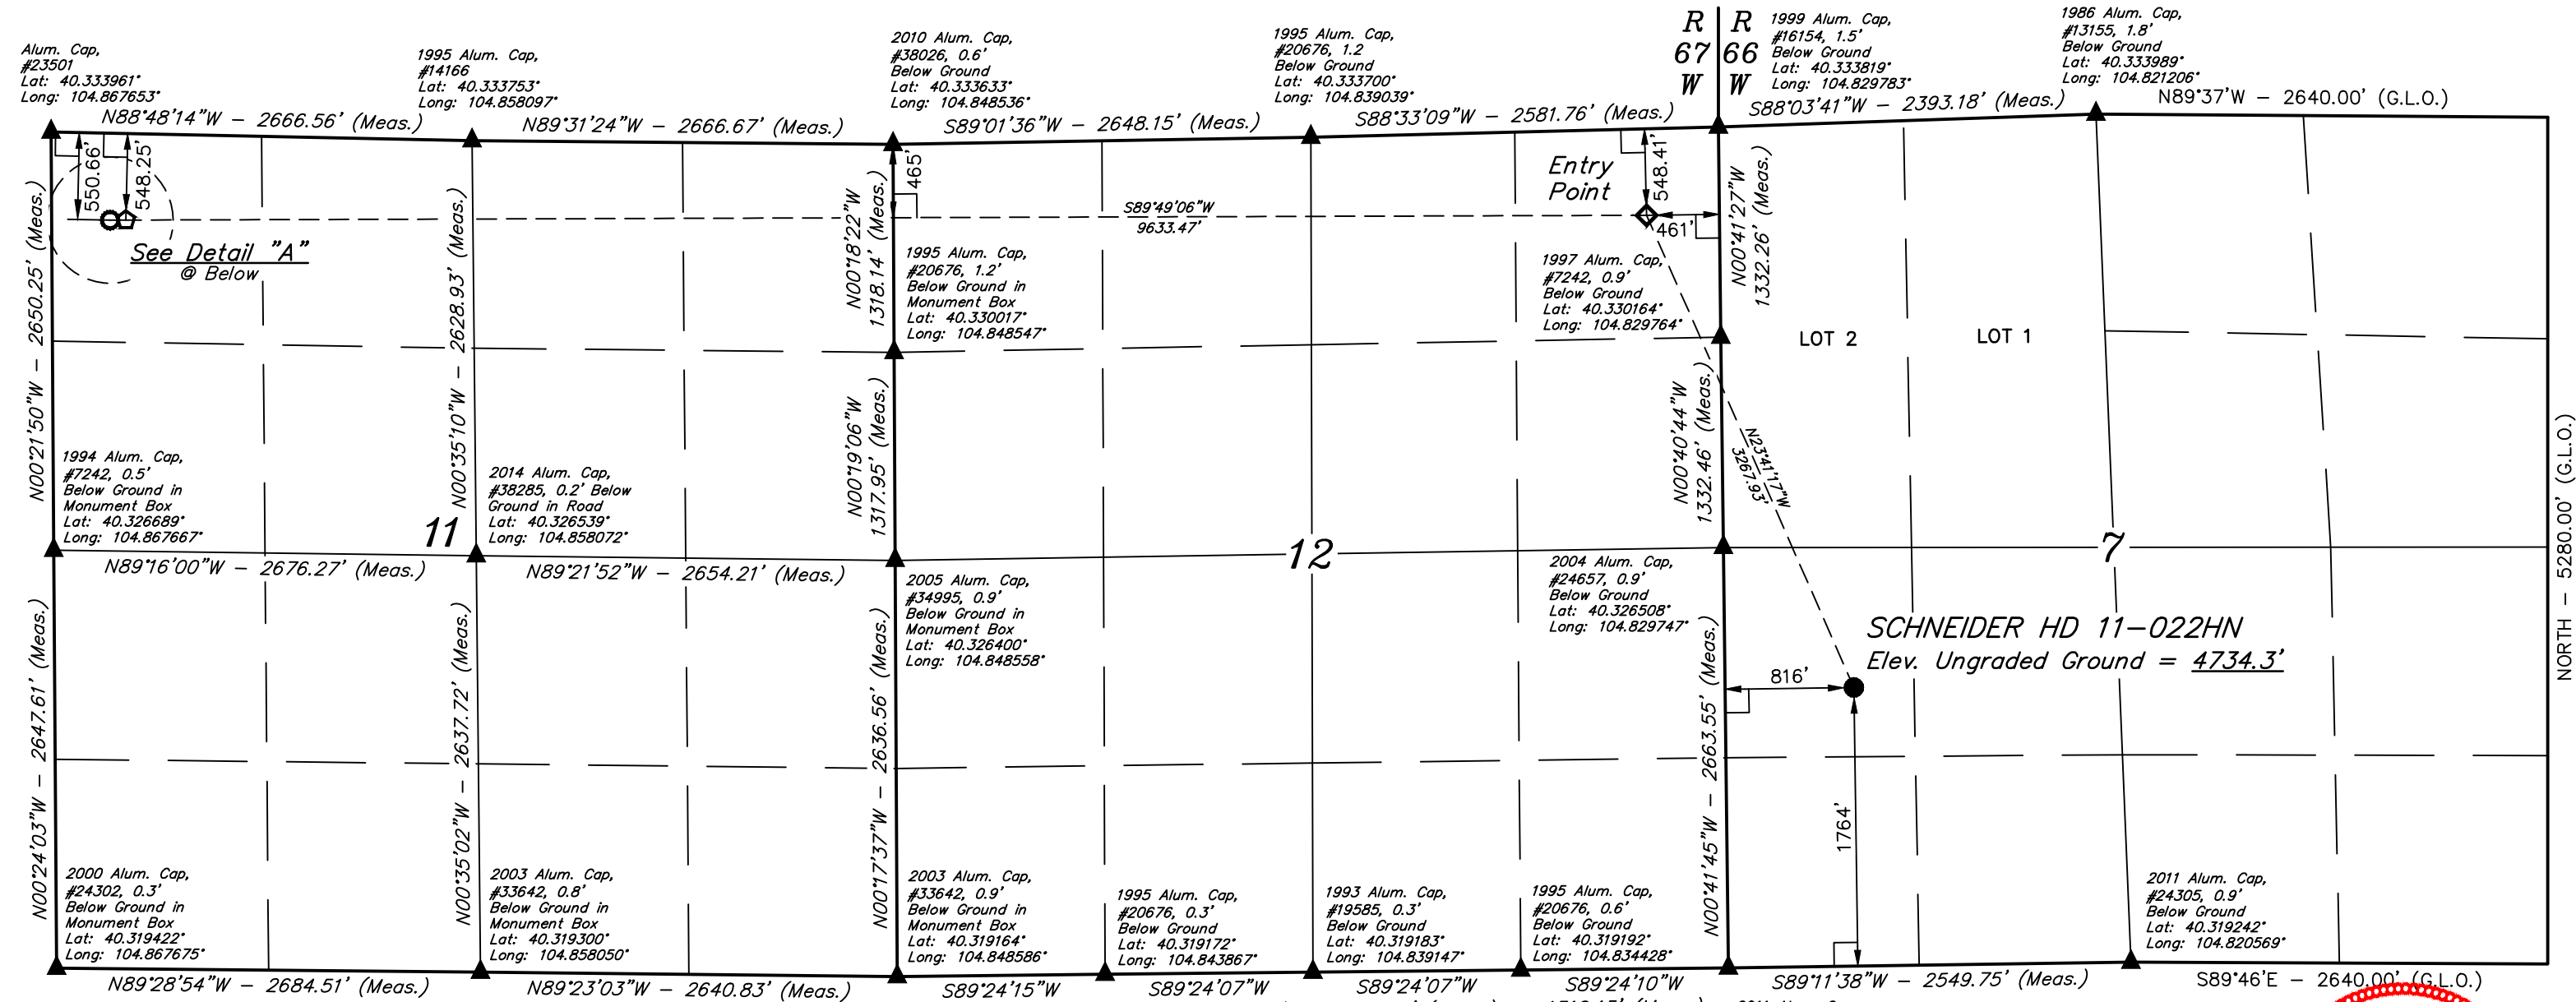 Alum. Cap,
#23501
Lat: 40.333961°
Long: 104.867653°
1995 Alum. Cap,
#14166
Lat: 40.333753°
Long: 104.858097°
2010 Alum. Cap,
#38026, 0.6'
Below Ground
Lat: 40.333633°
Long: 104.848536°
1995 Alum. Cap,
#20676, 1.2
Below Ground
Lat: 40.333700°
Long: 104.839039°
R R
67 66
W W
1999 Alum. Cap,
#16154, 1.5'
Below Ground
Lat: 40.333819°
Long: 104.829783°
1986 Alum. Cap,
#13155, 1.8'
Below Ground
Lat: 40.333989°
Long: 104.821206°
N88°48'14"W – 2666.56' (Meas.)
N89°31'24"W – 2666.67' (Meas.)
S89°01'36"W – 2648.15' (Meas.)
S88°33'09"W – 2581.76' (Meas.)
S88°03'41"W – 2393.18' (Meas.)
N89°37'W – 2640.00' (G.L.O.)
550.66'
548.25'
See Detail "A"
@ Below
465'
S89°49'06"W
9633.47'
Entry
Point
548.41'
461'
N00°21'50"W – 2650.25' (Meas.)
N00°35'10"W – 2628.93' (Meas.)
N00°18'22"W
1318.14' (Meas.)
1995 Alum. Cap,
#20676, 1.2'
Below Ground in
Monument Box
Lat: 40.330017°
Long: 104.848547°
1997 Alum. Cap,
#7242, 0.9'
Below Ground
Lat: 40.330164°
Long: 104.829764°
N00°41'27"W
1332.26' (Meas.)
LOT 2
LOT 1
N00°19'06"W
1317.95' (Meas.)
N00°40'44"W
1332.46' (Meas.)
N23°41'17"W
3267.93'
NORTH – 5280.00' (G.L.O.)
1994 Alum. Cap,
#7242, 0.5'
Below Ground in
Monument Box
Lat: 40.326689°
Long: 104.867667°
11
2014 Alum. Cap,
#38285, 0.2' Below
Ground in Road
Lat: 40.326539°
Long: 104.858072°
12
7
N89°16'00"W – 2676.27' (Meas.)
N89°21'52"W – 2654.21' (Meas.)
2005 Alum. Cap,
#34995, 0.9'
Below Ground in
Monument Box
Lat: 40.326400°
Long: 104.848558°
2004 Alum. Cap,
#24657, 0.9'
Below Ground
Lat: 40.326508°
Long: 104.829747°
SCHNEIDER HD 11–022HN
Elev. Ungraded Ground = 4734.3'
816'
1764'
N00°24'03"W – 2647.61' (Meas.)
N00°35'02"W – 2637.72' (Meas.)
N00°17'37"W – 2636.56' (Meas.)
N00°41'45"W – 2663.55' (Meas.)
2000 Alum. Cap,
#24302, 0.3'
Below Ground in
Monument Box
Lat: 40.319422°
Long: 104.867675°
2003 Alum. Cap,
#33642, 0.8'
Below Ground in
Monument Box
Lat: 40.319300°
Long: 104.858050°
2003 Alum. Cap,
#33642, 0.9'
Below Ground in
Monument Box
Lat: 40.319164°
Long: 104.848586°
1995 Alum. Cap,
#20676, 0.3'
Below Ground
Lat: 40.319172°
Long: 104.843867°
1993 Alum. Cap,
#19585, 0.3'
Below Ground
Lat: 40.319183°
Long: 104.839147°
1995 Alum. Cap,
#20676, 0.6'
Below Ground
Lat: 40.319192°
Long: 104.834428°
2011 Alum. Cap,
#24305, 0.9'
Below Ground
Lat: 40.319242°
Long: 104.820569°
N89°28'54"W – 2684.51' (Meas.)
N89°23'03"W – 2640.83' (Meas.)
S89°24'15"W
S89°24'07"W
S89°24'07"W
S89°24'10"W
S89°11'38"W – 2549.75' (Meas.)
S89°46'E – 2640.00' (G.L.O.)